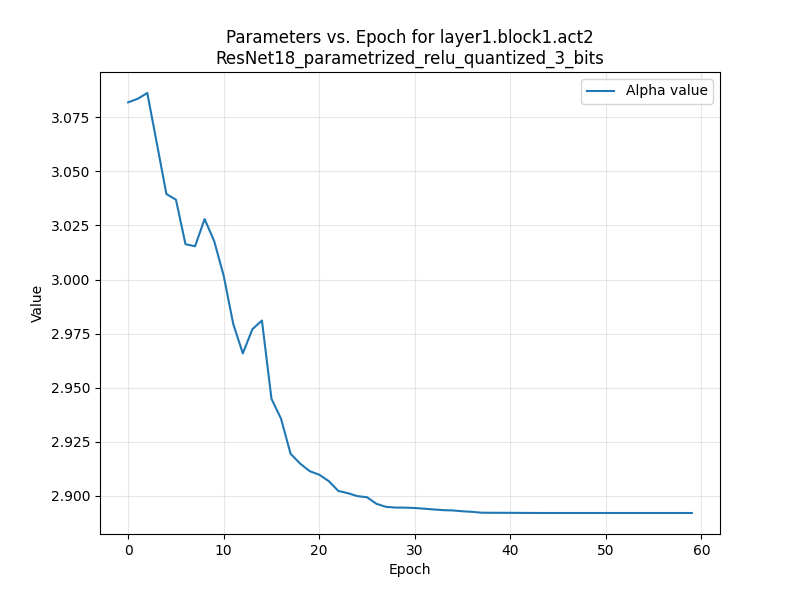 Parameters vs. Epoch for layer1.block1.act2
ResNet18_parametrized_relu_quantized_3_bits
Alpha value
3.075
3.050
3.025
3.000
2.975
2.950
2.925
2.900
Value
0 10 20 30 40 50 60
Epoch